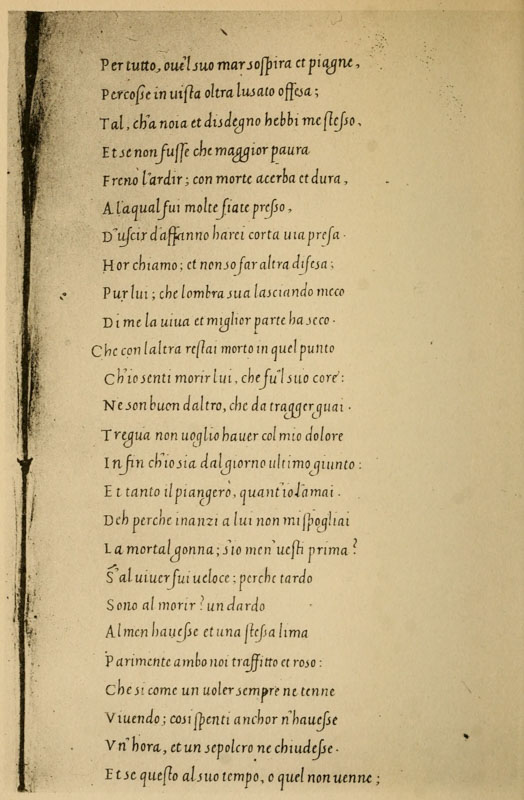 Per tutto, ouel suo mar sospira et piagne,
Percosse in uista oltra lusato offesa;
Tal, ch'a noia et disdegno hebbi me stesso.
Et se non fusse che maggior paura
Freno l'ardir; con morte acerba et dura,
A laqual fui molte fiate presso,
D'uscir d'affanno harei corta uia presa.
Hor chiamo; et non so far altra difesa;
Pur lui; che lombra sua lasciando meco
Di me la uiua et miglior parte ha seco.
Che con laltra restai morto in quel punto
Ch'io senti morir lui, che fu'l suo core:
Ne son buon daltro, che da tragger guai.
Tregua non uoglio hauer col mio dolore
Infin ch'io sia dal giorno ultimo giunto:
Et tanto il piangerò, quant'io l'amai.
Deh perche inanzi a lui non mi spogliai
La mortal gonna; s'io men' uesti prima?
S'al uiuer fui ueloce; perche tardo
Sono al morir? un dardo
Almen hauesse et una stessa lima
Parimente ambo noi traffitto et roso:
Che si come un uoler sempre ne tenne
Viuendo; cosi spenti anchor n'hauesse
Vn'hora, et un sepolcro ne chiudesse.
Et se questo al suo tempo, o quel non uenne;